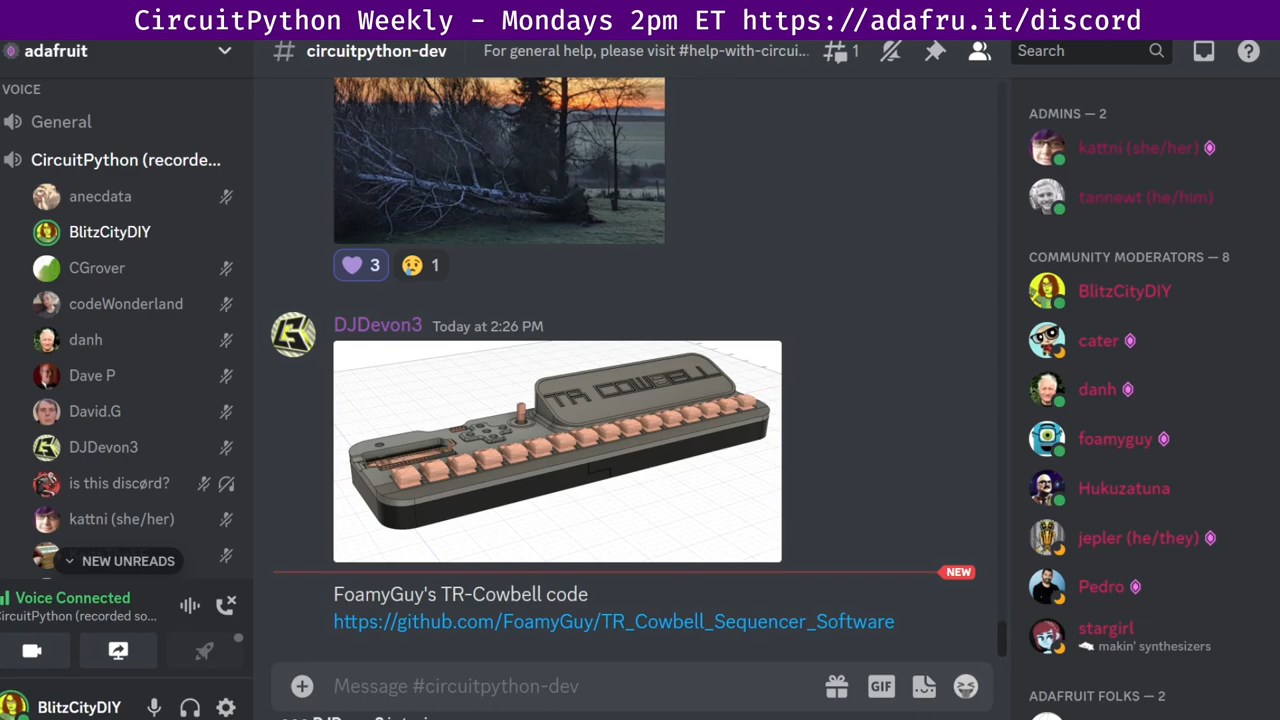 CircuitPython Weekly - Mondays 2pm ET https://adafru.it/discord
adafruit
VOICE
General
CircuitPython (recorde...
anecdata
BlitzCityDIY
CGrover
codeWonderland
danh
Dave P
David.G
DJDevon3
is this discørd?
kattni (she/her)
NEW UNREADS
Voice Connected
CircuitPython (recorded so...
BlitzCityDIY
# circuitpython-dev
For general help, please visit #help-with-circui...
1
Search
3
1
DJDevon3 Today at 2:26 PM
TR COWBELL
NEW
FoamyGuy's TR-Cowbell code
https://github.com/FoamyGuy/TR_Cowbell_Sequencer_Software
Message #circuitpython-dev
GIF
ADMINS — 2
kattni (she/her)
tannewt (he/him)
COMMUNITY MODERATORS — 8
BlitzCityDIY
cater
danh
foamyguy
Hukuzatuna
jepler (he/they)
Pedro
stargirl
makin' synthesizers
ADAFRUIT FOLKS — 2